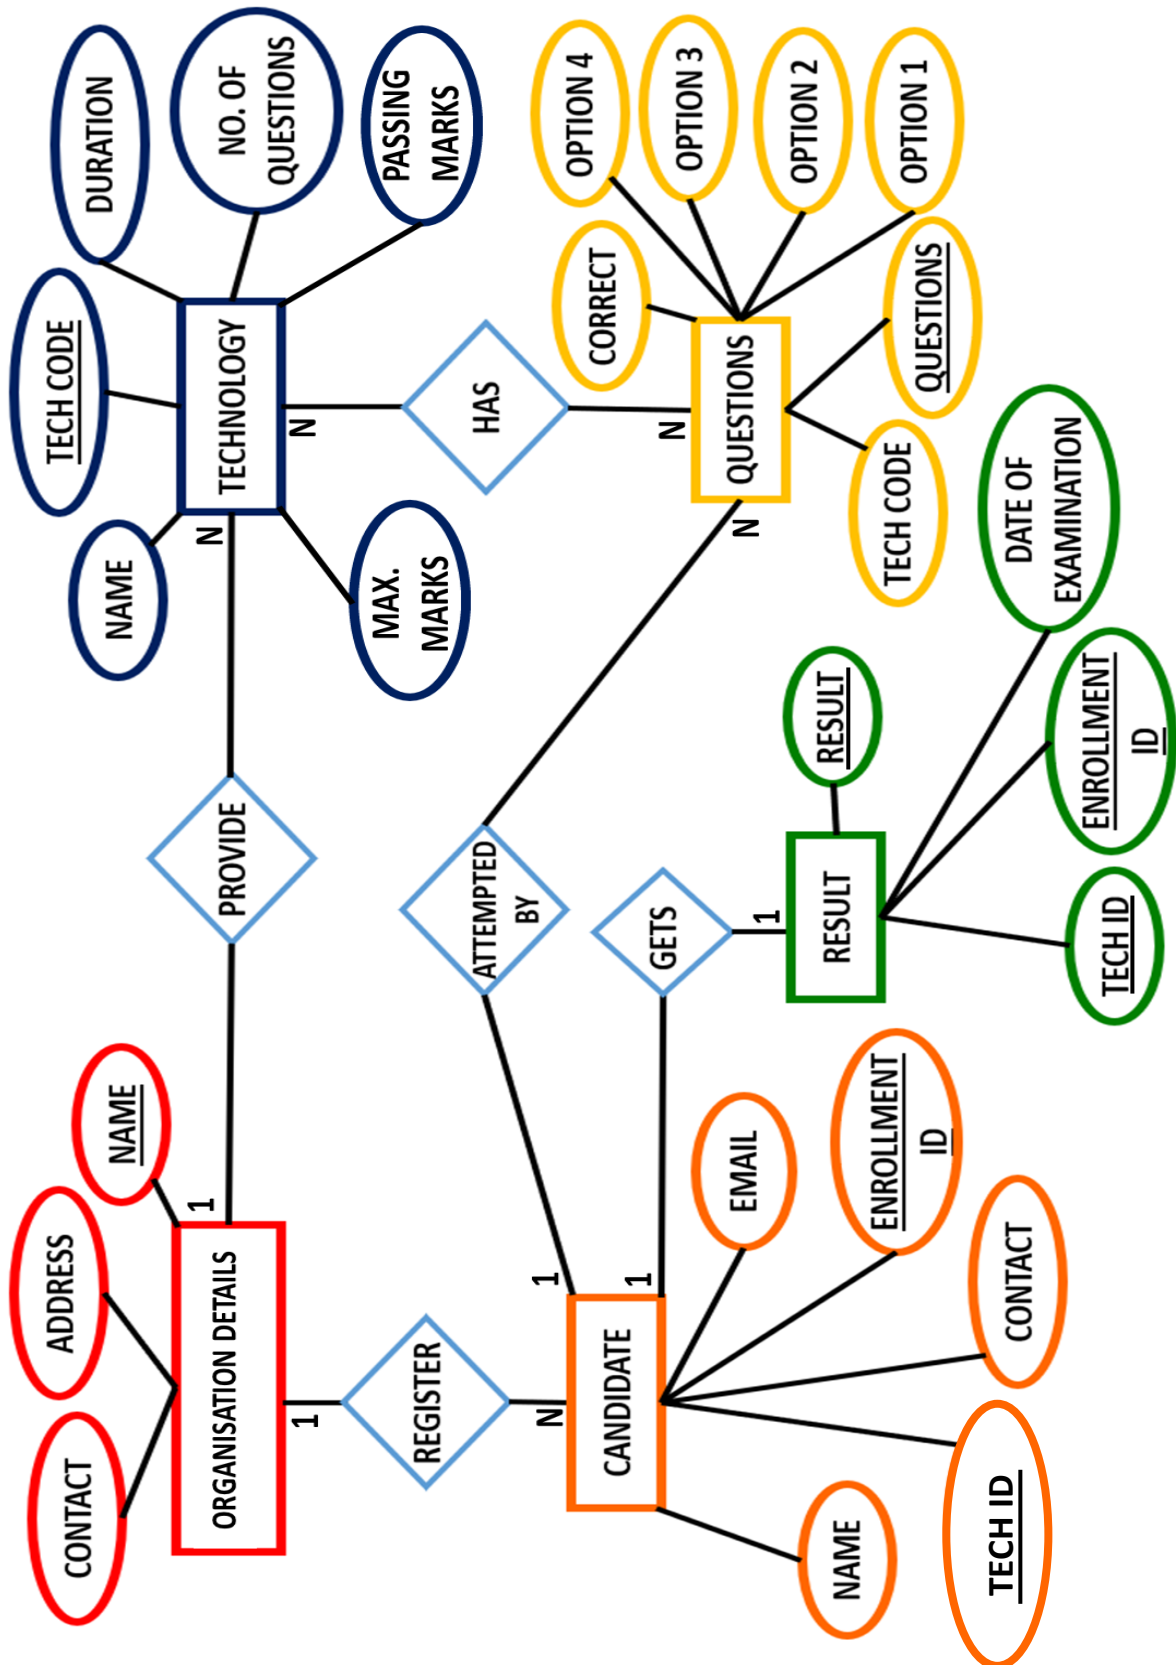 CONTACT
ADDRESS
NAME
ORGANISATION DETAILS
1
1
PROVIDE
N
NAME
TECH CODE
DURATION
NO. OF
QUESTIONS
PASSING
MARKS
MAX.
MARKS
TECHNOLOGY
N
HAS
N
REGISTER
N
CANDIDATE
1
1
ATTEMPTED
BY
N
QUESTIONS
CORRECT
OPTION 4
OPTION 3
OPTION 2
OPTION 1
QUESTIONS
TECH CODE
GETS
1
RESULT
RESULT
DATE OF
EXAMINATION
ENROLLMENT
ID
TECH ID
EMAIL
ENROLLMENT
ID
CONTACT
TECH ID
NAME